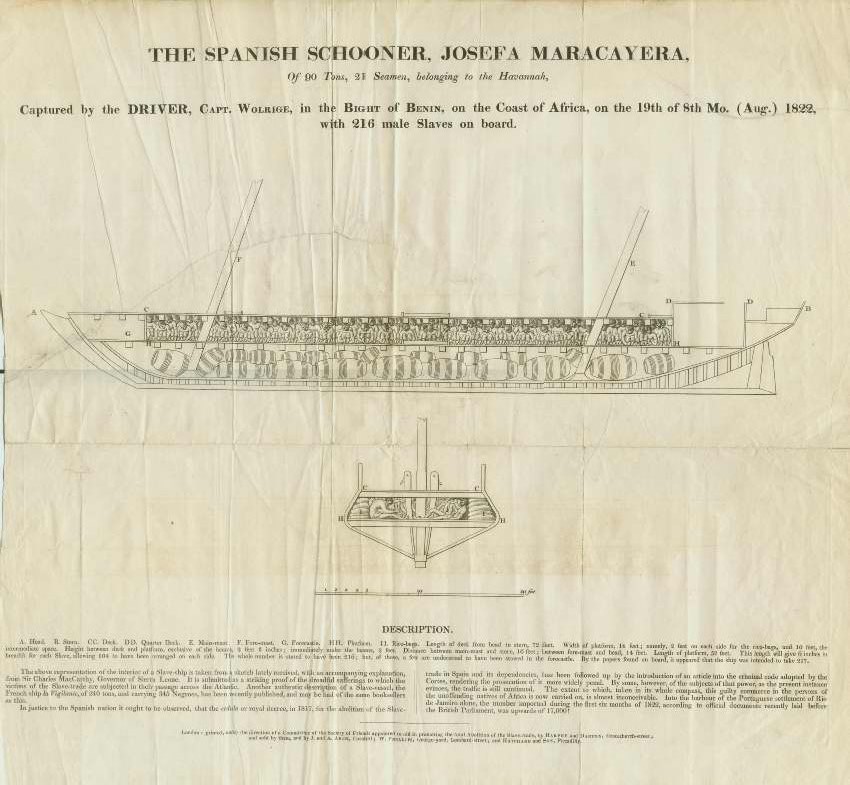 THE SPANISH SCHOONER, JOSEFA MARACAYERA,
Of 90 Tons, 21 Seamen, belonging to the Havannah,
Captured by the DRIVER, CAPT. WOLRIGE, in the BIGHT of BENIN, on the Coast of Africa, on the 19th of 8th Mo. (Aug.) 1822,
with 216 male Slaves on board.
F
E
D D
A C C B
G
H H
C C
H I I H
DESCRIPTION.
A. Head. B. Stern. CC. Deck. DD. Quarter Deck. E. Main-mast. F. Fore-mast. G. Forecastle. HH. Platform. II. Rice-bags. Length of deck from head to stern, 72 feet. Width of platform, 14 feet; namely, 2 feet on each side for the rice-bags, and 10 feet, the
intermediate space. Height between deck and platform, exclusive of the beams, 2 feet 6 inches; immediately under the beams, 2 feet. Distance between main-mast and stern, 16 feet; between fore-mast and head, 14 feet. Length of platform, 52 feet. This length will give 6 inches in
breadth for each Slave, allowing 104 to have been arranged on each side. The whole number is stated to have been 216; but, of these, a few are understood to have been stowed in the forecastle. By the papers found on board, it appeared that the ship was intended to take
The above representation of the interior of a Slave-ship is taken from a sketch lately received, with an accompanying explanation,
from Sir Charles MacCarthy, Governor of Sierra Leone. It is submitted as a striking proof of the dreadful sufferings to which the
victims of the Slave-trade are subjected in their passage across the Atlantic. Another authentic description of a Slave-vessel, the
French ship la Vigilante, of 240 tons, and carrying 345 Negroes, has been recently published, and may be had of the same booksellers
as this.
In justice to the Spanish nation it ought to be observed, that the cedula or royal decree, in 1817, for the abolition of the Slave-
trade in Spain and its dependencies, has been followed up by the introduction of an article into the criminal code adopted by the
Cortes, rendering the prosecution of it more widely penal. By some, however, of the subjects of that power, as the present instance
evinces, the traffic is still continued. The extent to which, taken in its whole compass, this guilty commerce in the persons of
the unoffending natives of Africa is now carried on, is almost inconceivable. Into the harbour of the Portuguese settlement of Rio
de Janeiro alone, the number imported during the first six months of 1822, according to official documents recently laid before
the British Parliament, was upwards of 17,000!
London: printed, under the direction of a Committee of the Society of Friends appointed to aid in promoting the total Abolition of the Slave-trade, by HARVEY and DARTON, Gracechurch-street;
and sold by them, and by J. and A. ARCH, Cornhill; W. PHILLIPS, George-yard, Lombard-street; and HATCHARD and SON, Piccadilly.